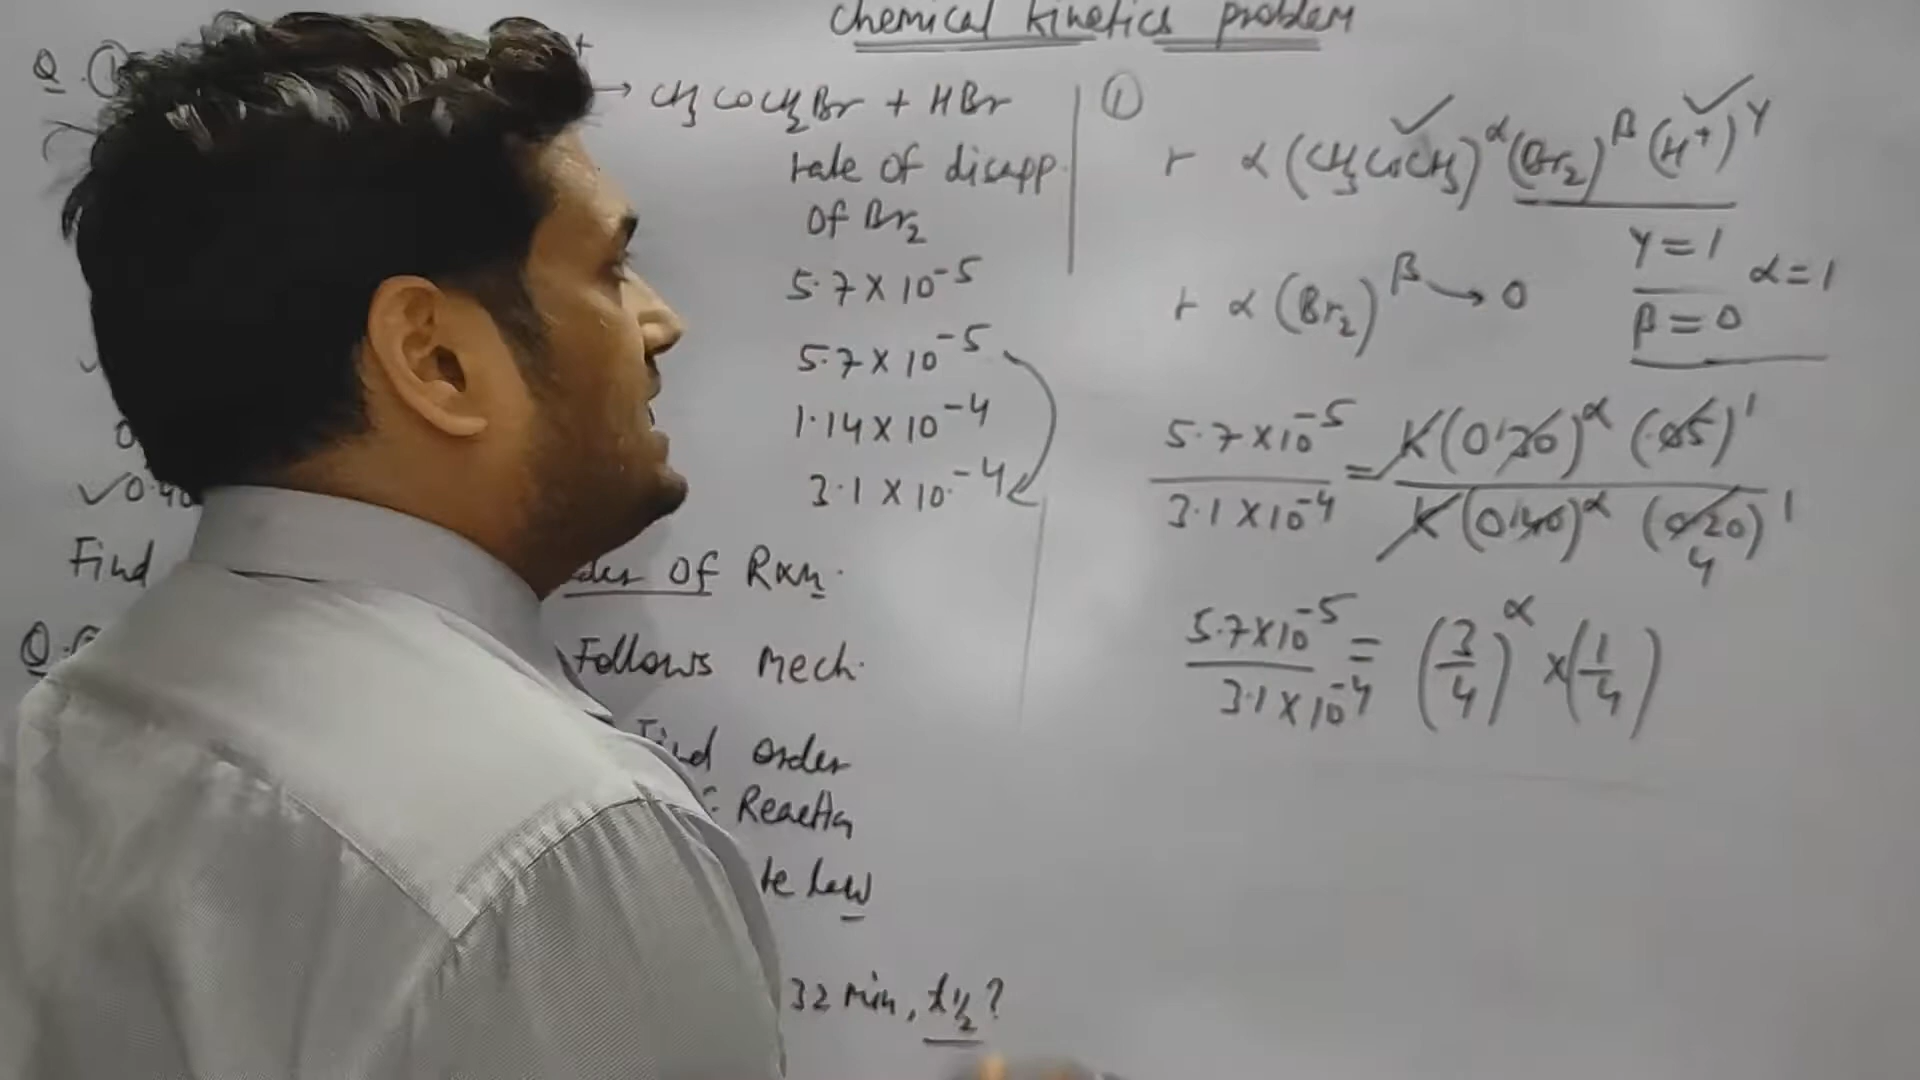 Chemical kinetics problem
Q.① + → CH3COCH2Br + HBr
rate of disapp.
of Br2
5.7 x 10^-5
5.7 x 10^-5
1.14 x 10^-4
✓0.40 3.1 x 10^-4
Find Order of Rxn.
Q. Follows Mech.
Find order
Reaction
te law
32 min, t1/2?
①
r α (CH3COCH3)^α (Br2)^β (H+)^γ
γ = 1
r α (Br2)^β → 0 α = 1
β = 0
5.7 x 10^-5 / 3.1 x 10^-4 = K (0.30)^α (.05)^1 / K (0.40)^α (0.20)^1
4
5.7 x 10^-5 / 3.1 x 10^-4 = (3/4)^α x (1/4)